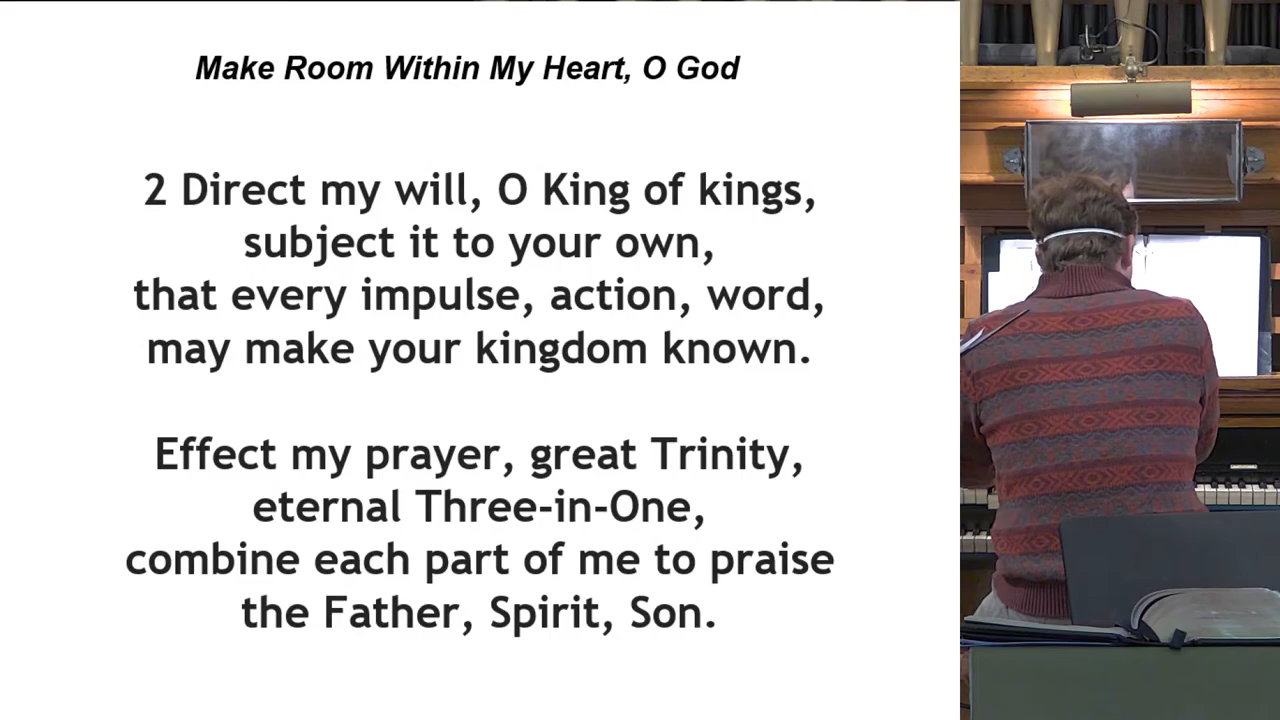 Make Room Within My Heart, O God
2 Direct my will, O King of kings,
subject it to your own,
that every impulse, action, word,
may make your kingdom known.
Effect my prayer, great Trinity,
eternal Three-in-One,
combine each part of me to praise
the Father, Spirit, Son.